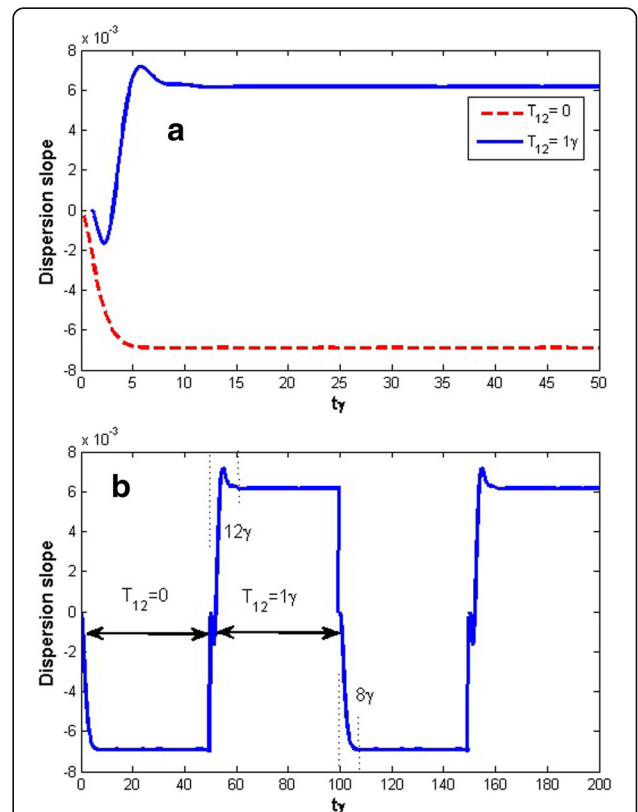 x 10⁻³
8
6
4
2
0
-2
-4
-6
-8
Dispersion slope
a
T₁₂= 0
T₁₂= 1γ
0 5 10 15 20 25 30 35 40 45 50
tγ
x 10⁻³
8
6
4
2
0
-2
-4
-6
-8
Dispersion slope
b
12γ
T₁₂=0
T₁₂=1γ
8γ
0 20 40 60 80 100 120 140 160 180 200
tγ